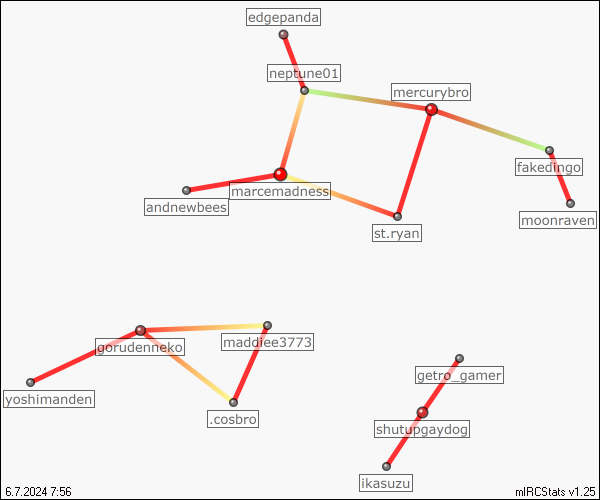 edgepanda
neptune01
mercurybro
fakedingo
marcemadness
andnewbees
moonraven
st.ryan
gorudenneko
maddiee3773
getro_gamer
yoshimanden
.cosbro
shutupgaydog
ikasuzu
6.7.2024 7:56
mIRCStats v1.25